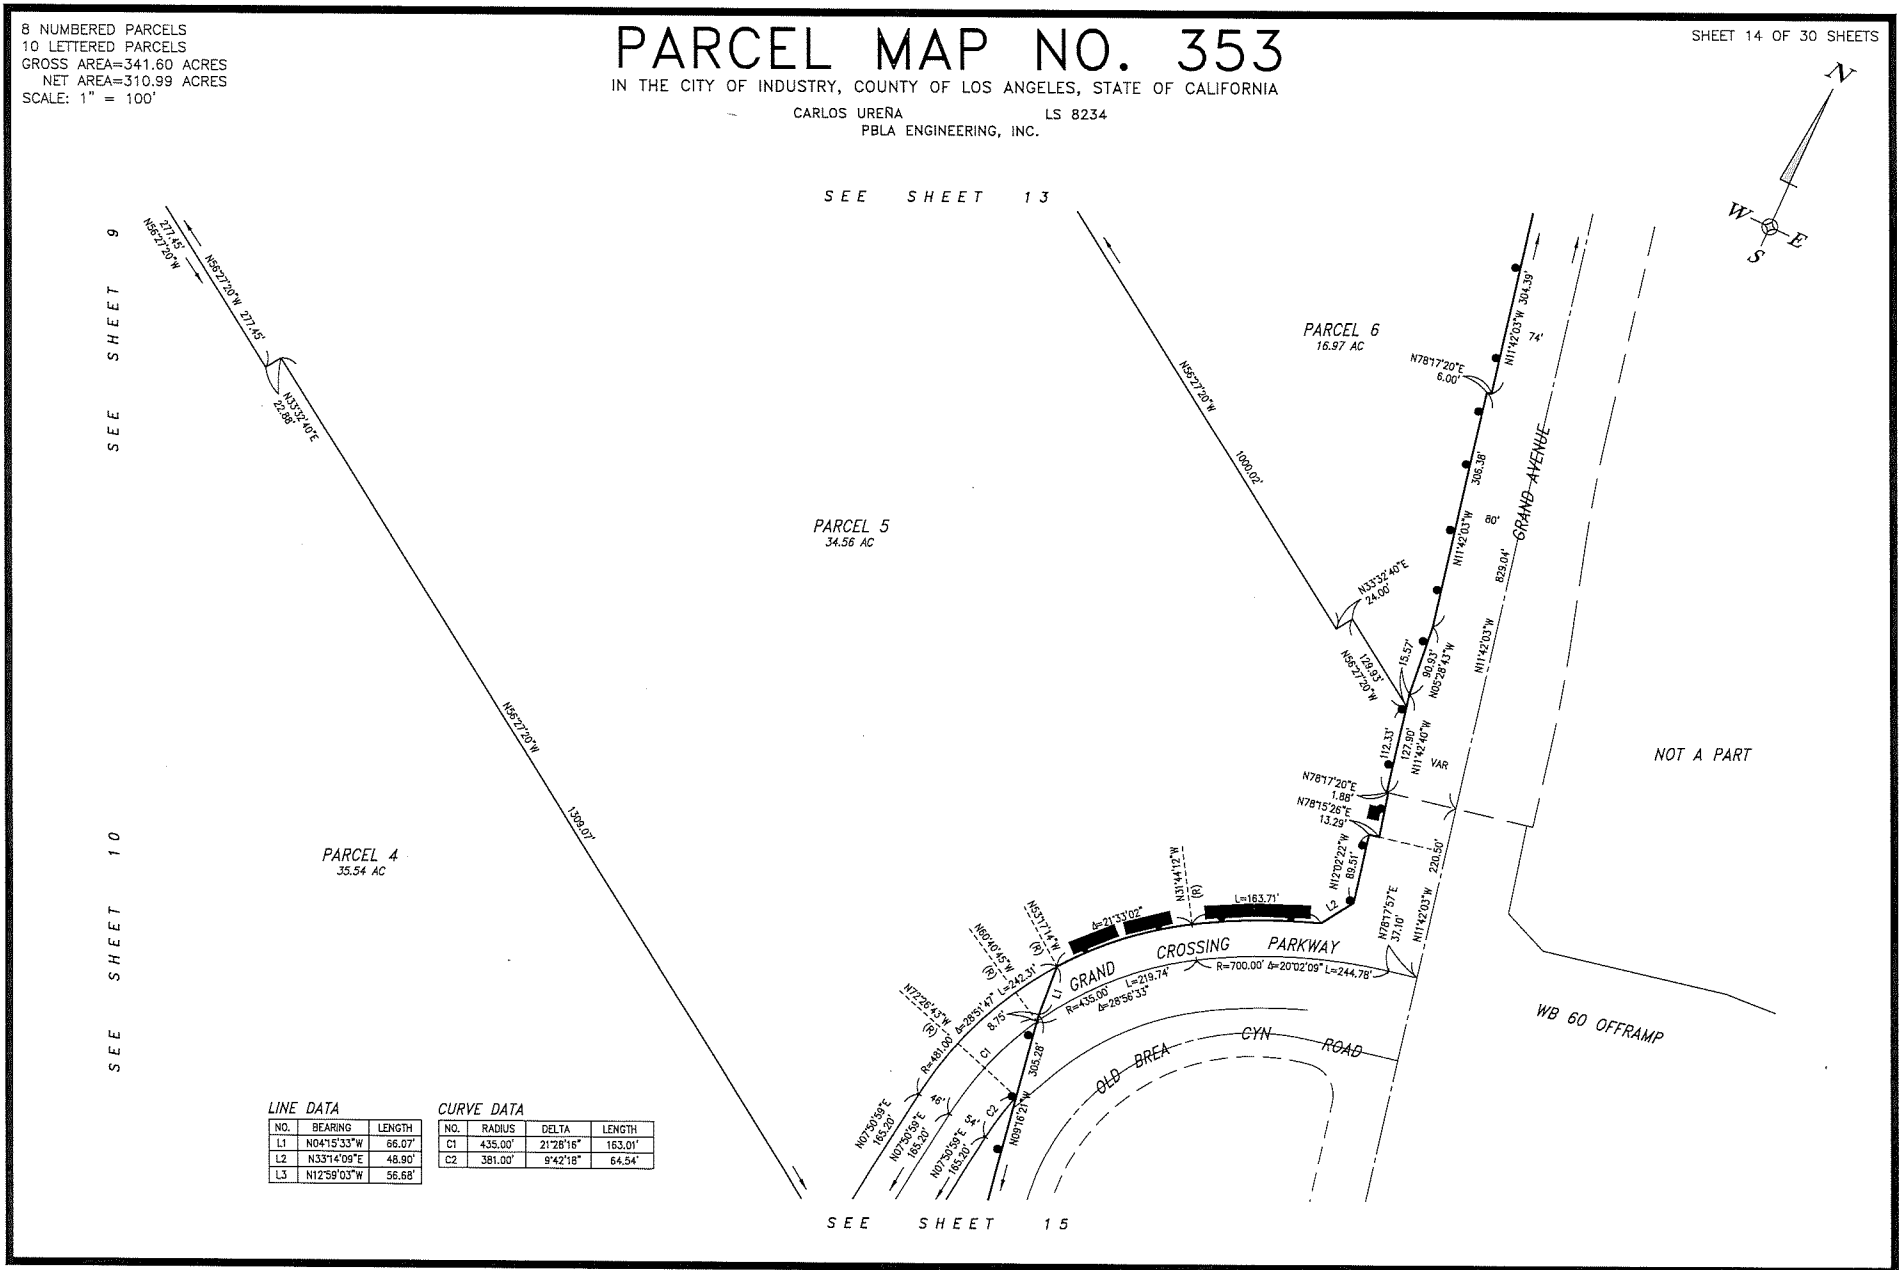 8 NUMBERED PARCELS
10 LETTERED PARCELS
GROSS AREA=341.60 ACRES
NET AREA=310.99 ACRES
SCALE: 1" = 100'
PARCEL MAP NO. 353
IN THE CITY OF INDUSTRY, COUNTY OF LOS ANGELES, STATE OF CALIFORNIA
CARLOS UREÑA LS 8234
PBLA ENGINEERING, INC.
SHEET 14 OF 30 SHEETS
N
W
E
S
SEE SHEET 13
SEE SHEET 9
SEE SHEET 10
277.45'
N56°27'20"W
N56°27'20"W 277.45'
N33°32'40"E
22.88'
N56°27'20"W
1309.07'
PARCEL 4
35.54 AC
PARCEL 5
34.56 AC
PARCEL 6
16.97 AC
N56°27'20"W
1000.02'
N33°32'40"E
24.00'
129.93'
N56°27'20"W
N11°42'03"W 304.39'
74'
N78°17'20"E
6.00'
306.38'
N11°42'03"W
80'
GRAND AVENUE
829.04'
N11°42'03"W
15.57'
90.93'
N05°28'43"W
112.33'
127.90'
N11°42'40"W
VAR
N78°17'20"E
1.88'
N78°15'26"E
13.29'
N12°02'22"W
89.51'
220.50'
N11°42'03"W
L2
N78°17'57"E
37.10'
NOT A PART
WB 60 OFFRAMP
N31°44'12"W
(R)
L=163.71'
Δ=21°33'02"
N53°17'14"W
(R)
N60°40'45"W
(R)
N72°26'43"W
(R)
GRAND CROSSING PARKWAY
R=700.00' Δ=20°02'09" L=244.78'
L=219.74'
R=435.00'
Δ=28°56'33"
L1
8.75'
R=481.00' Δ=28°51'47" L=242.31'
C1
305.28'
N09°16'21"W
C2
46'
54'
N07°50'59"E
165.20'
N07°50'59"E
165.20'
N07°50'59"E
165.20'
OLD BREA CYN ROAD
LINE DATA
NO. BEARING LENGTH
L1 N04°15'33"W 66.07'
L2 N33°14'09"E 48.90'
L3 N12°59'03"W 56.68'
CURVE DATA
NO. RADIUS DELTA LENGTH
C1 435.00' 21°28'16" 163.01'
C2 381.00' 9°42'18" 64.54'
SEE SHEET 15